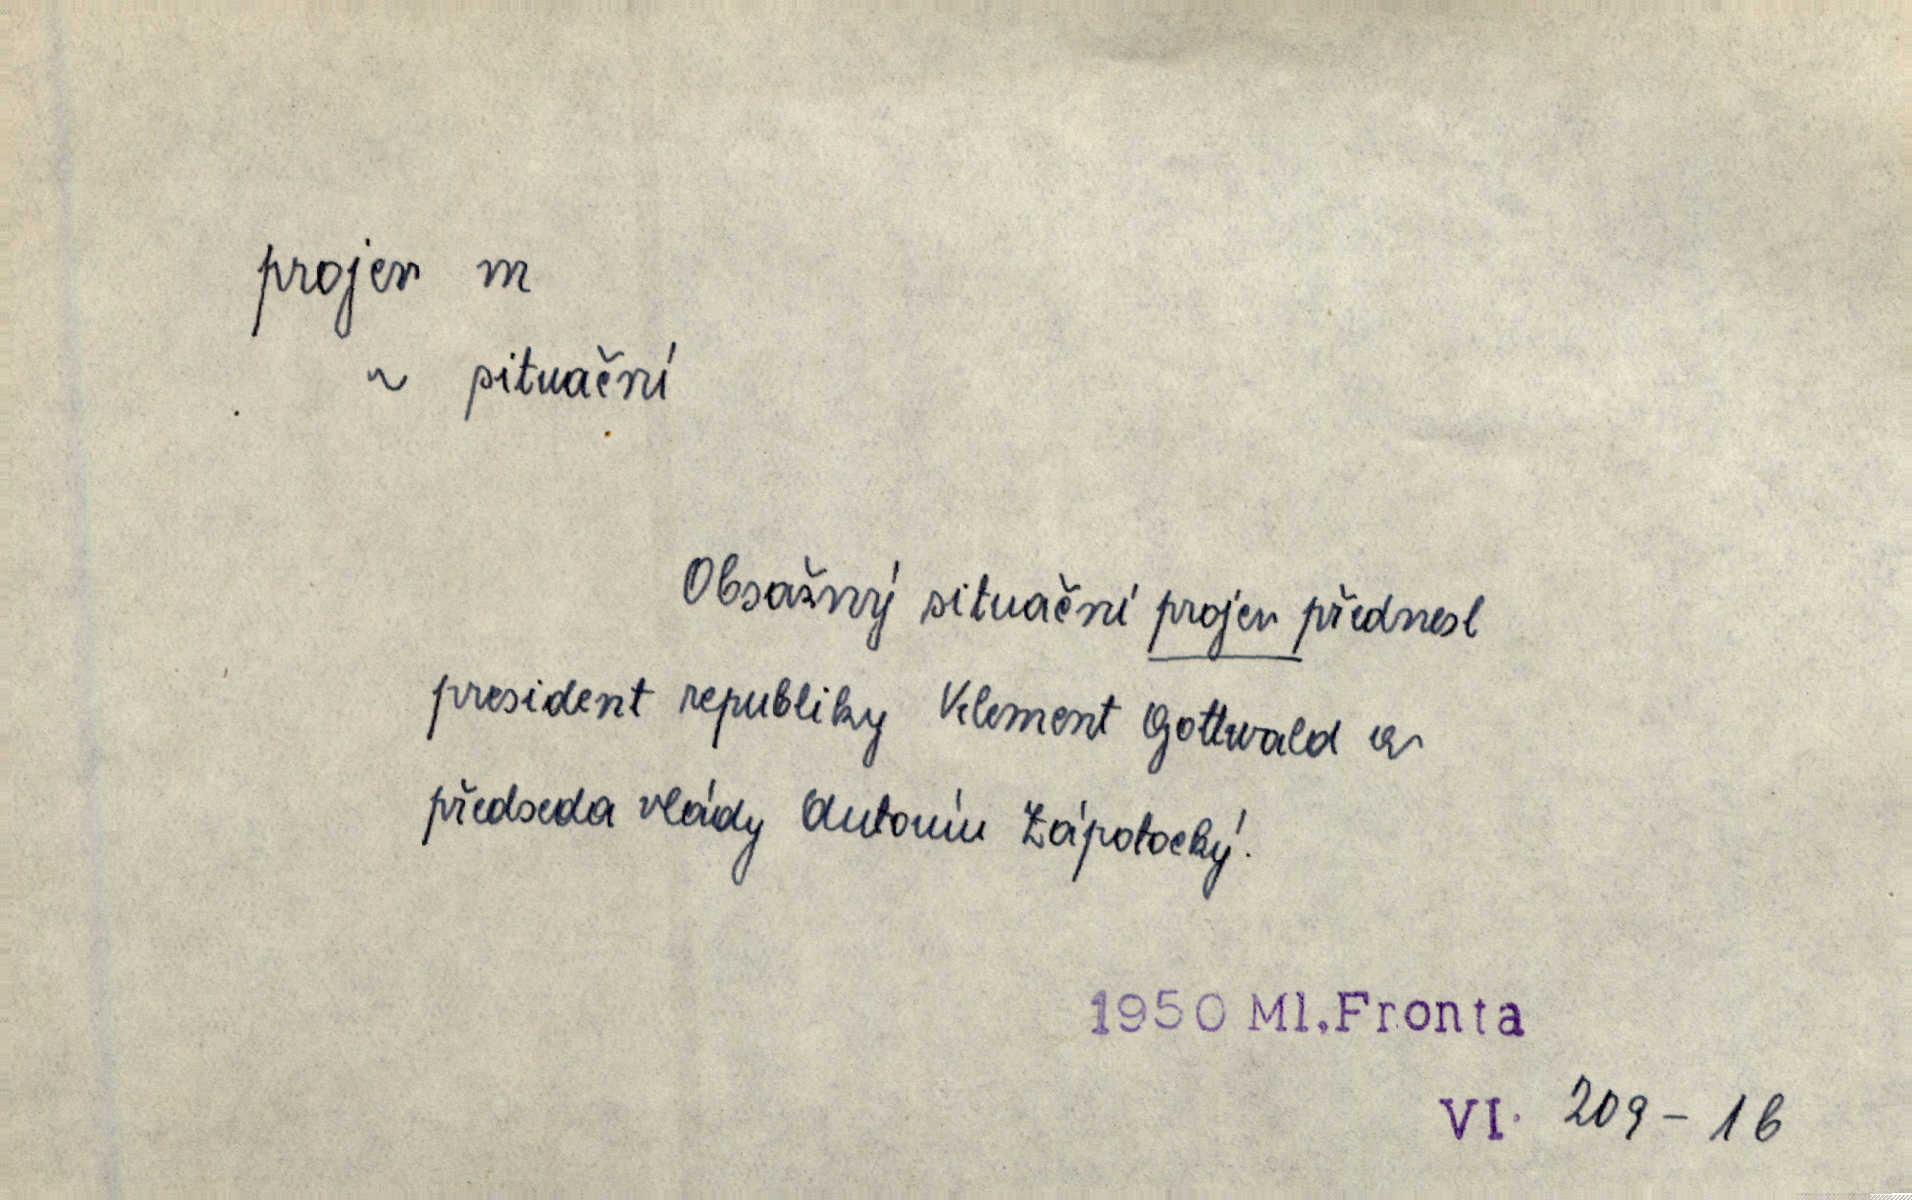 projev m
~ situační
Obsažný situační projev přednesl
president republiky Klement Gottwald a
předseda vlády Antonín Zápotocký.
1950 Ml.Fronta
VI. 209-1b